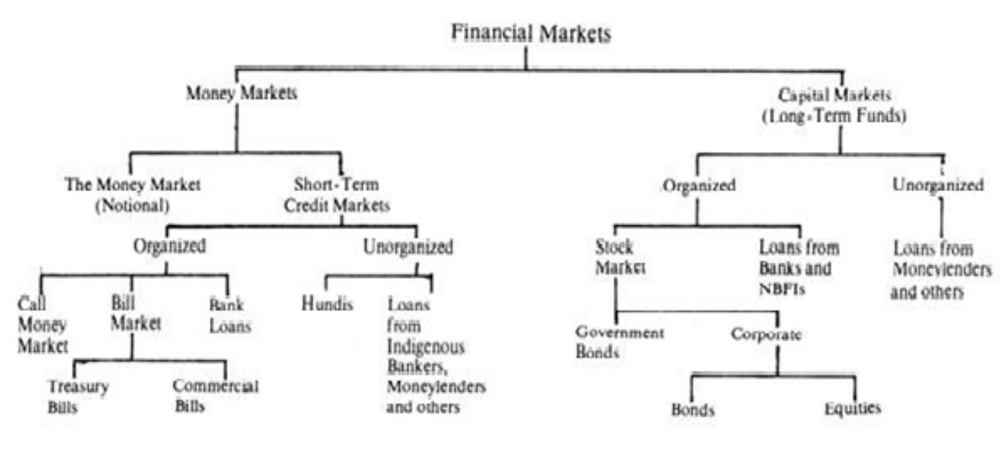 Financial Markets
Money Markets
Capital Markets
(Long-Term Funds)
The Money Market
(Notional)
Short-Term
Credit Markets
Organized
Unorganized
Organized
Unorganized
Call
Money
Market
Bill
Market
Bank
Loans
Hundis
Loans
from
Indigenous
Bankers,
Moneylenders
and others
Stock
Market
Loans from
Banks and
NBFIs
Loans from
Moneylenders
and others
Treasury
Bills
Commercial
Bills
Government
Bonds
Corporate
Bonds
Equities